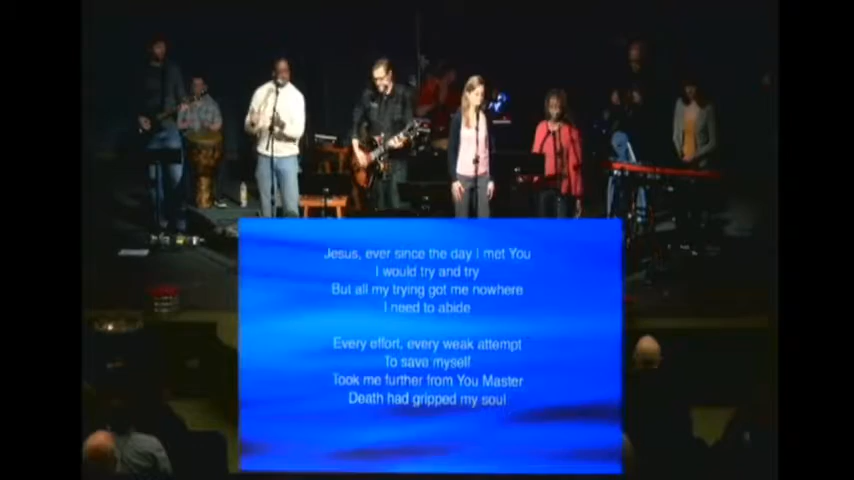 Jesus, ever since the day I met You
I would try and try
But all my trying got me nowhere
I need to abide
Every effort, every weak attempt
To save myself
Took me further from You Master
Death had gripped my soul